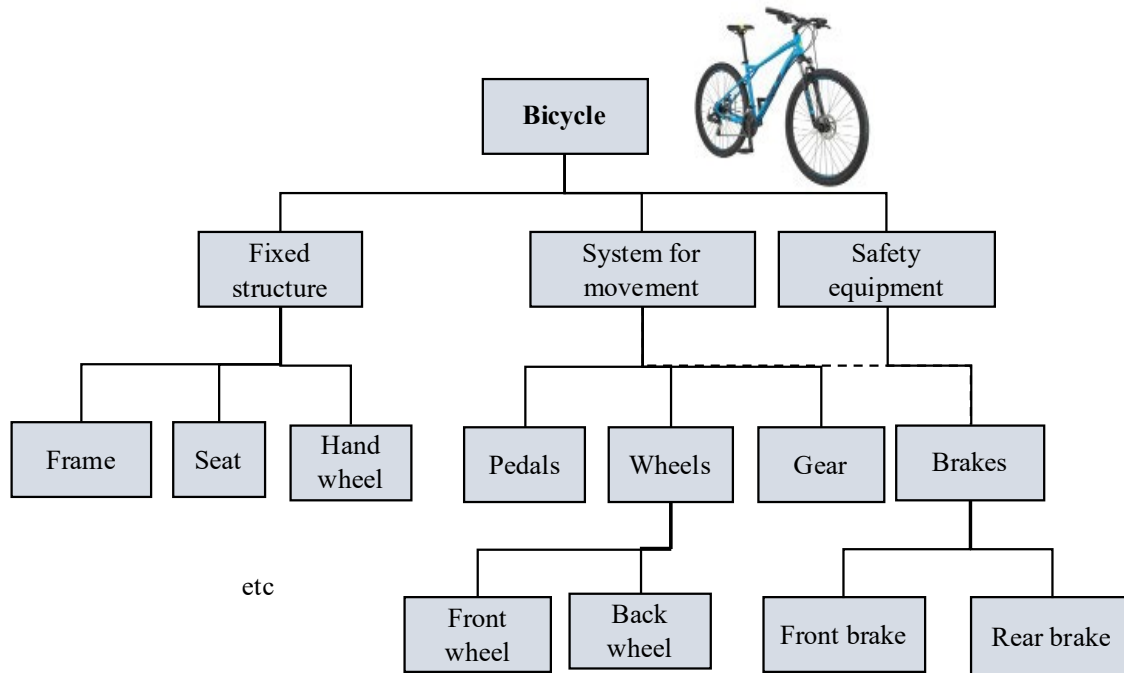 Bicycle
Fixed
structure
System for
movement
Safety
equipment
Frame
Seat
Hand
wheel
Pedals
Wheels
Gear
Brakes
etc
Front
wheel
Back
wheel
Front brake
Rear brake